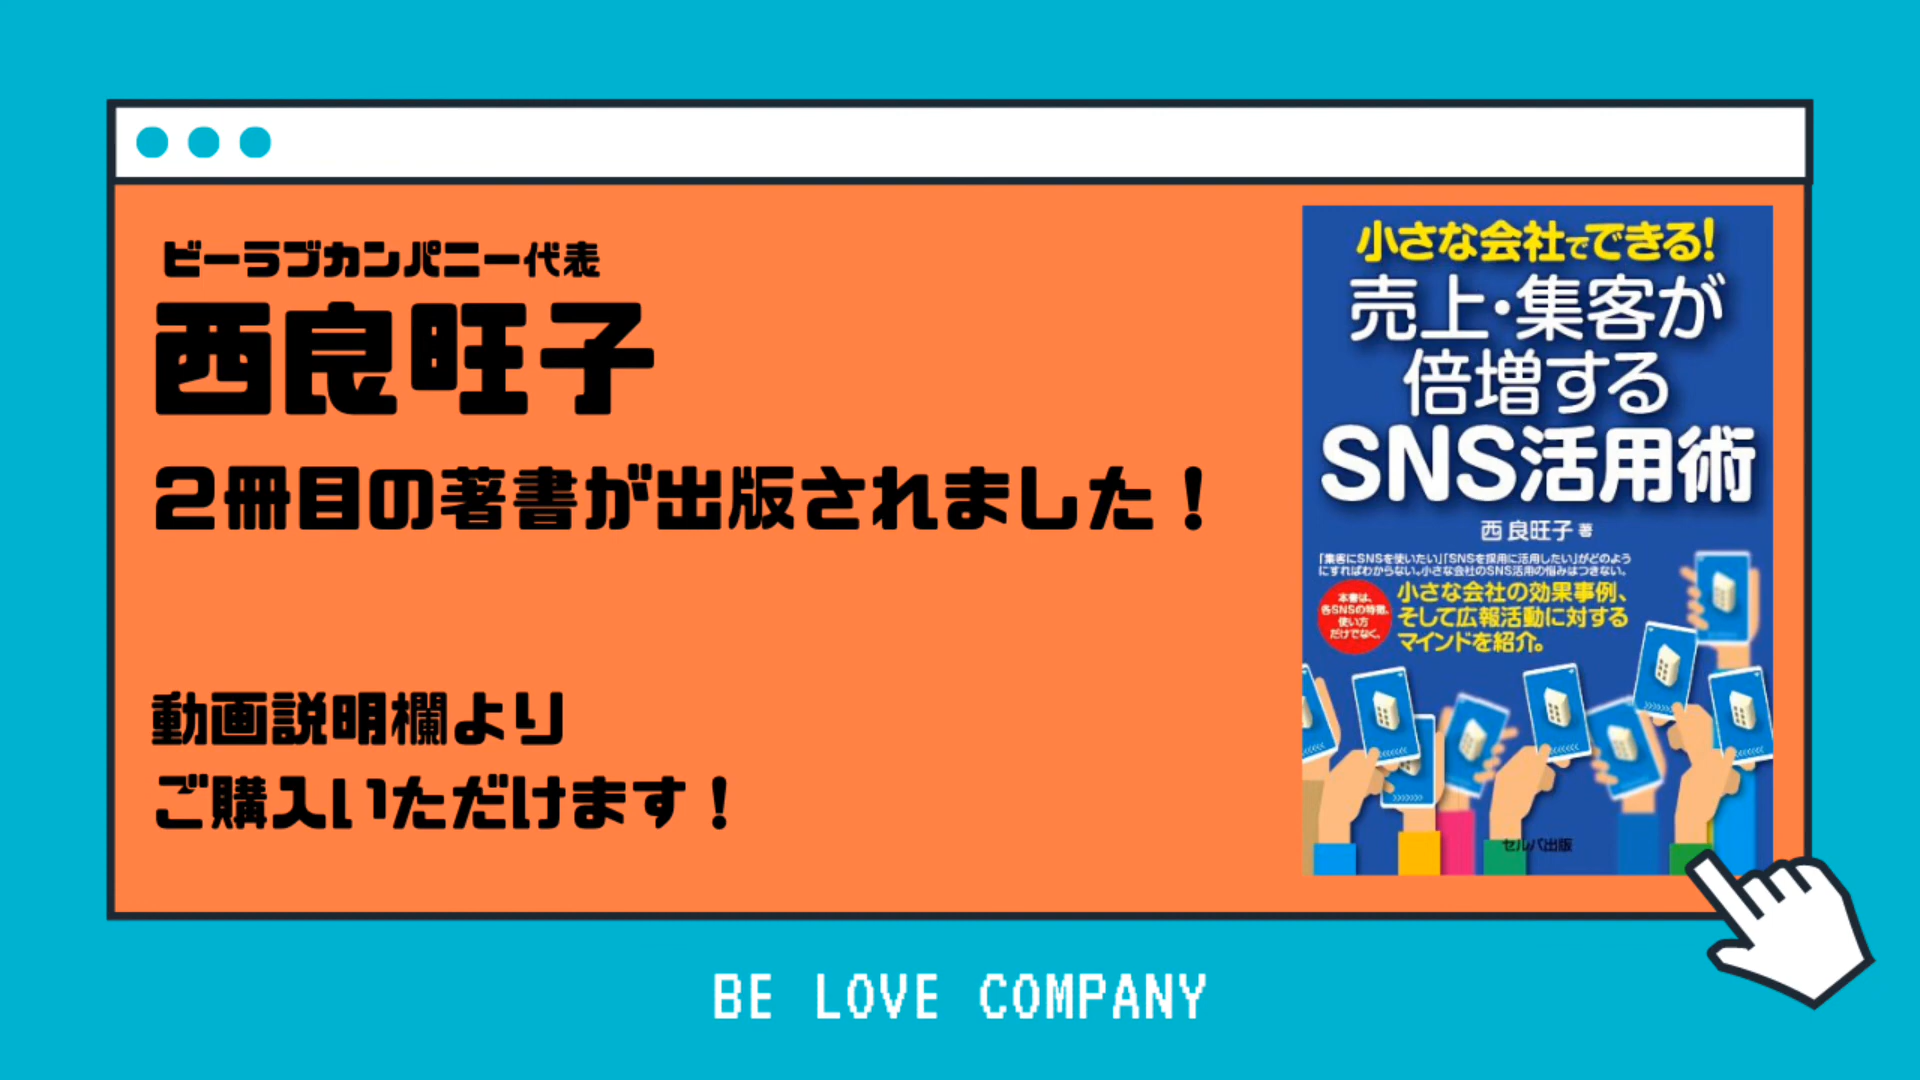 ビーラブカンパニー代表
西良旺子
2冊目の著書が出版されました！
動画説明欄より
ご購入いただけます！
小さな会社でできる!
売上・集客が
倍増する
SNS活用術
西 良旺子 著
「集客にSNSを使いたい」「SNSを採用に活用したい」がどのよう
にすればわからない。小さな会社のSNS活用の悩みはつきない。
本書は、
各SNSの特徴、
使い方
だけでなく、
小さな会社の効果事例、
そして広報活動に対する
マインドを紹介。
セルバ出版
BE LOVE COMPANY